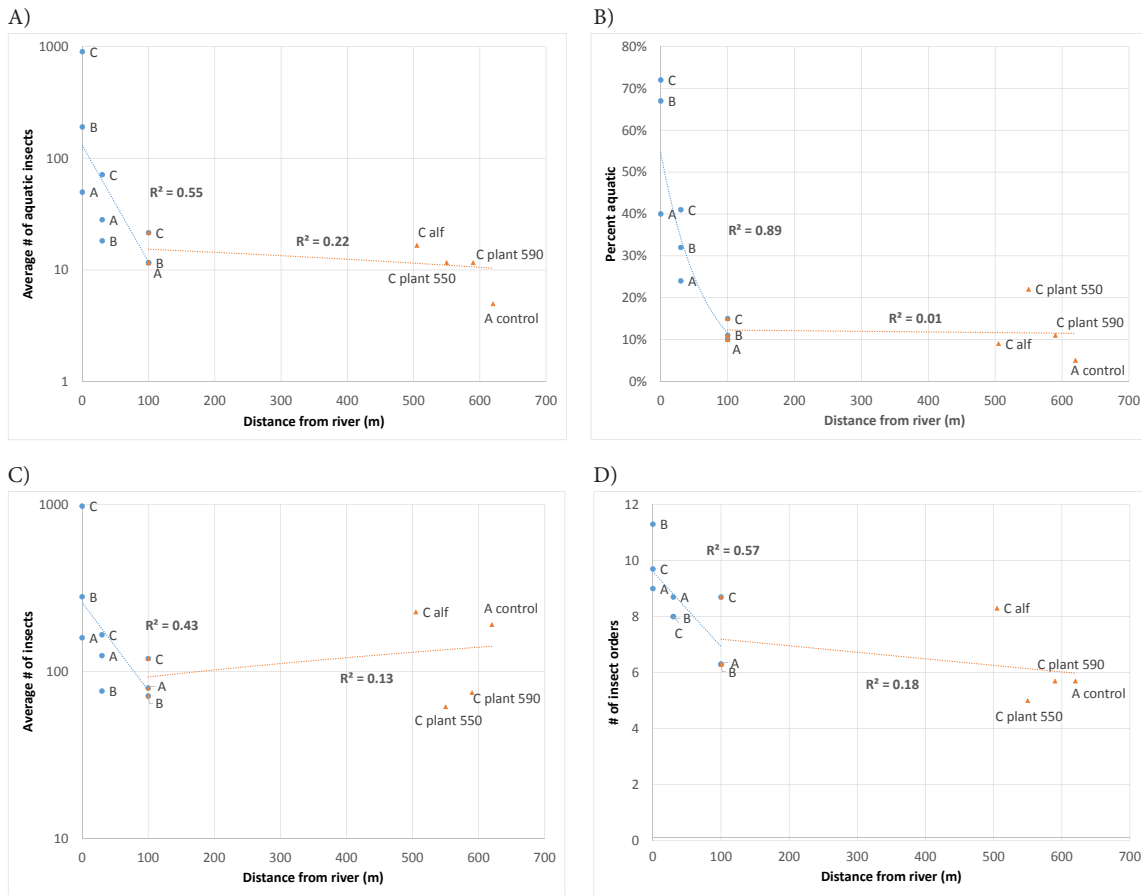 A)
1000
100
10
1
Average # of aquatic insects
C
B
A
C
A
B
C
B
A
R² = 0.55
R² = 0.22
C alf
C plant 590
C plant 550
A control
0 100 200 300 400 500 600 700
Distance from river (m)
B)
80%
70%
60%
50%
40%
30%
20%
10%
0%
Percent aquatic
C
B
A
C
B
A
C
B
A
R² = 0.89
R² = 0.01
C plant 550
C plant 590
C alf
A control
0 100 200 300 400 500 600 700
Distance from river (m)
C)
1000
100
10
Average # of insects
C
B
A
C
A
B
C
A
B
R² = 0.43
R² = 0.13
C alf
A control
C plant 590
C plant 550
0 100 200 300 400 500 600 700
Distance from river (m)
D)
12
10
8
6
4
2
0
# of insect orders
B
C
A
A
B
C
C
A
B
R² = 0.57
R² = 0.18
C alf
C plant 590
A control
C plant 550
0 100 200 300 400 500 600 700
Distance from river (m)